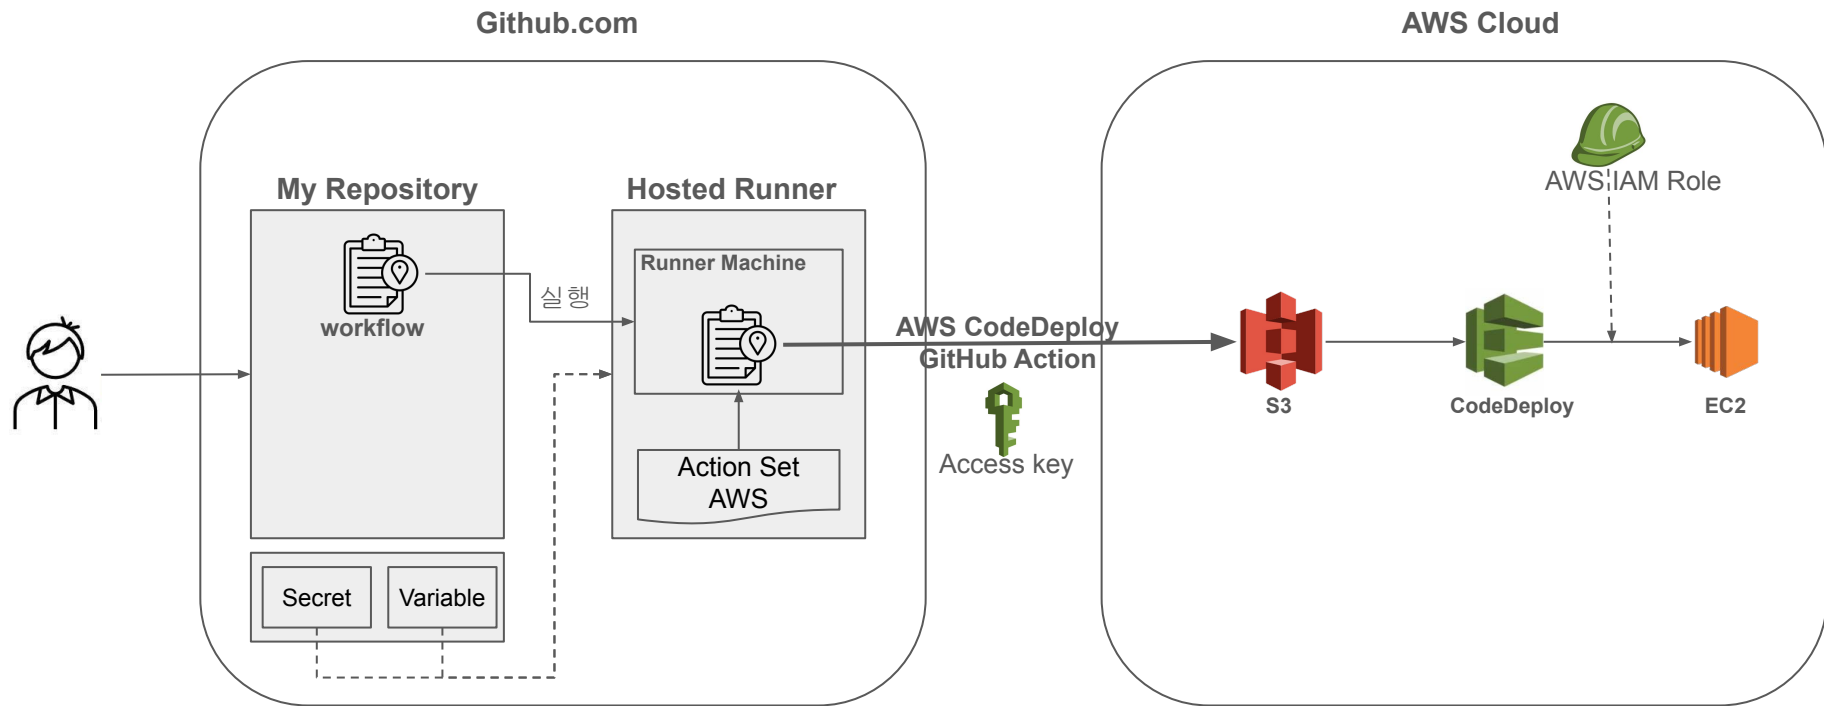 Github.com
AWS Cloud
My Repository
Hosted Runner
AWS IAM Role
Runner Machine
실행
workflow
AWS CodeDeploy
GitHub Action
S3
CodeDeploy
EC2
Access key
Action Set
AWS
Secret
Variable